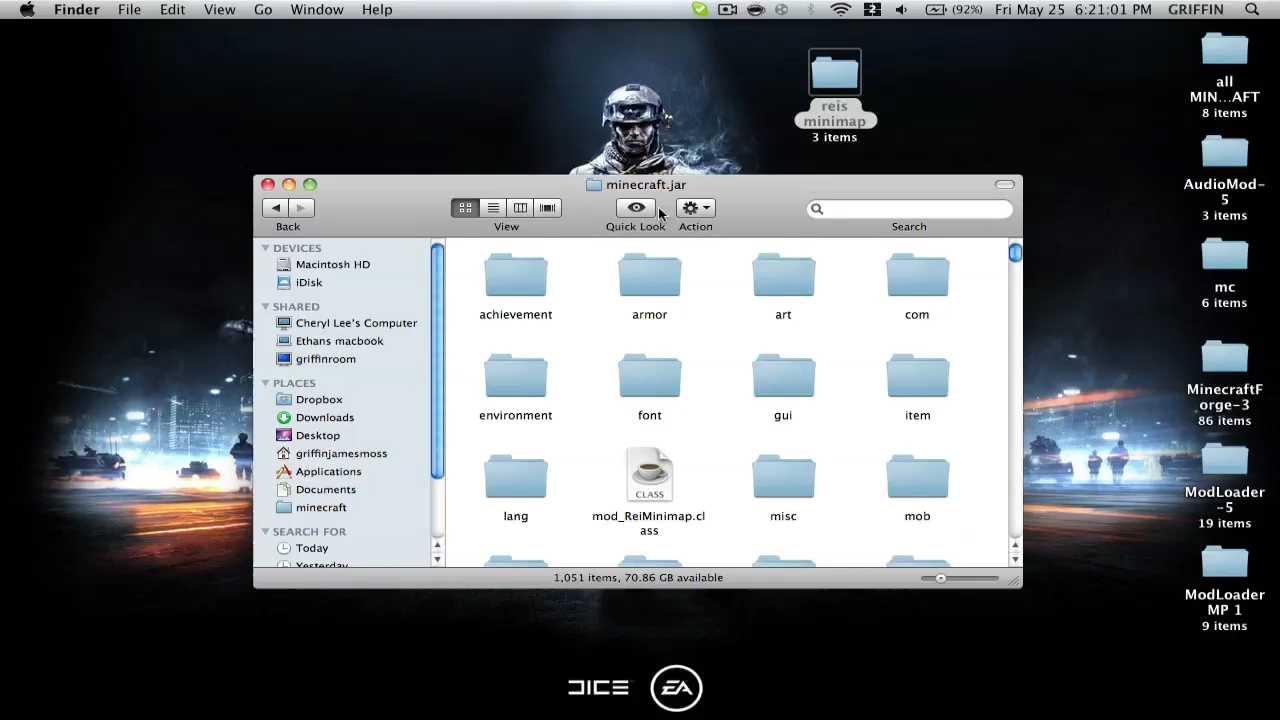 Finder File Edit View Go Window Help 2 (92%) Fri May 25 6:21:01 PM GRIFFIN
reis
minimap
3 items
all
MIN...AFT
8 items
AudioMod-
5
3 items
mc
6 items
MinecraftF
orge-3
86 items
ModLoader
-5
19 items
ModLoader
MP 1
9 items
minecraft.jar
Back View Quick Look Action Search
DEVICES
Macintosh HD
iDisk
SHARED
Cheryl Lee's Computer
Ethans macbook
griffinroom
PLACES
Dropbox
Downloads
Desktop
griffinjamesmoss
Applications
Documents
minecraft
SEARCH FOR
Today
Yesterday
achievement armor art com
environment font gui item
CLASS
lang mod_ReiMinimap.cl misc mob
ass
1,051 items, 70.86 GB available
DICE EA